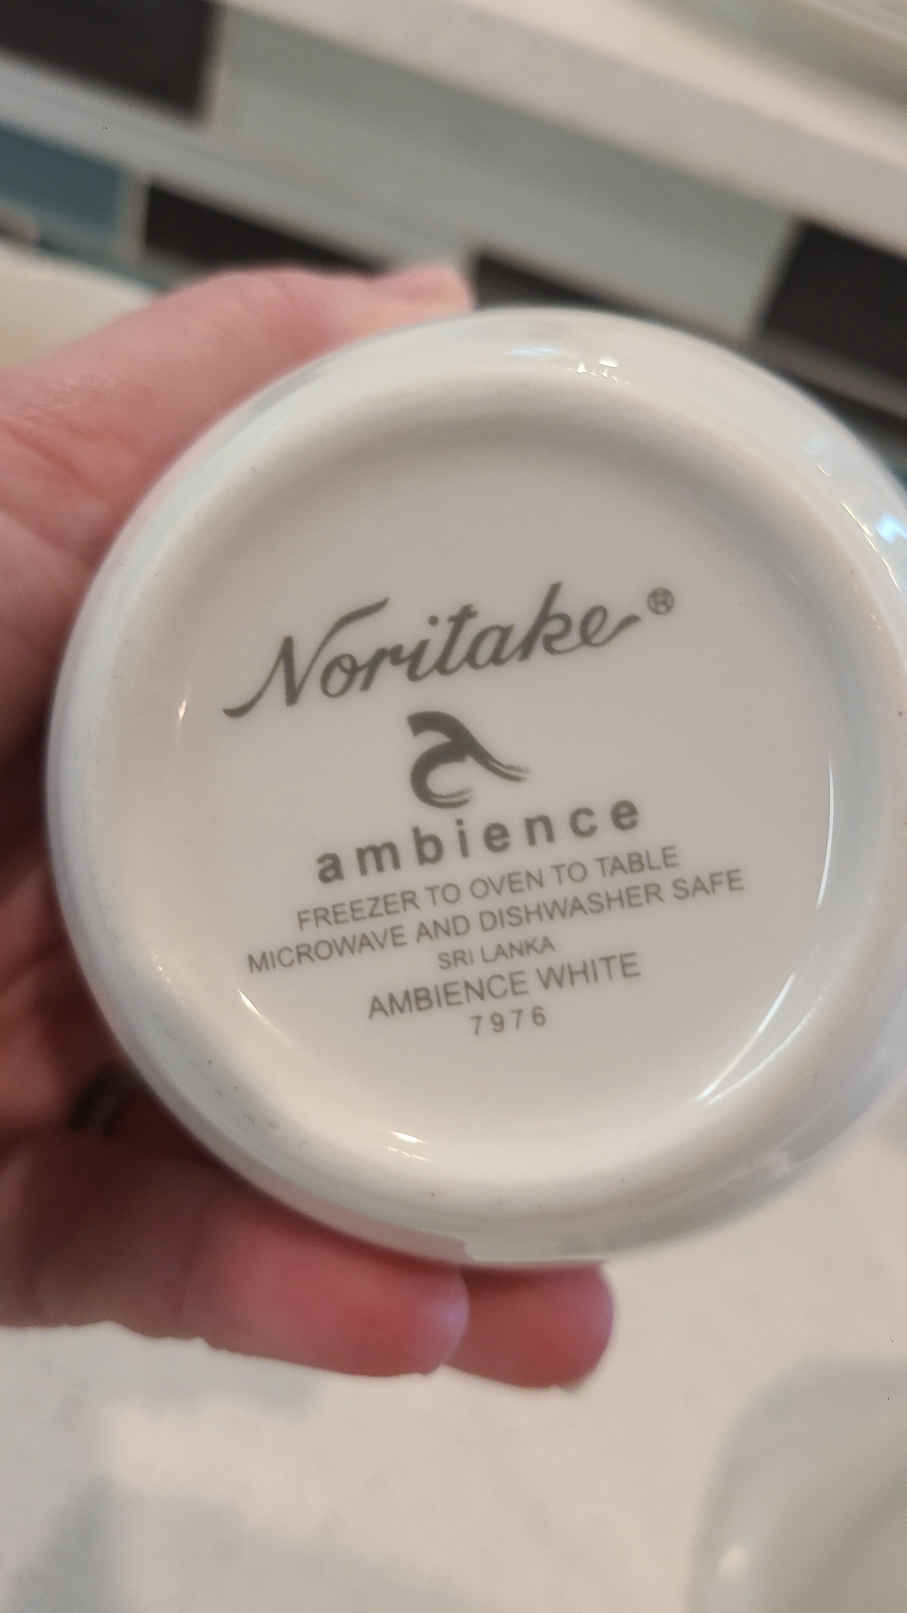 Noritake®
ambience
FREEZER TO OVEN TO TABLE
MICROWAVE AND DISHWASHER SAFE
SRI LANKA
AMBIENCE WHITE
7976